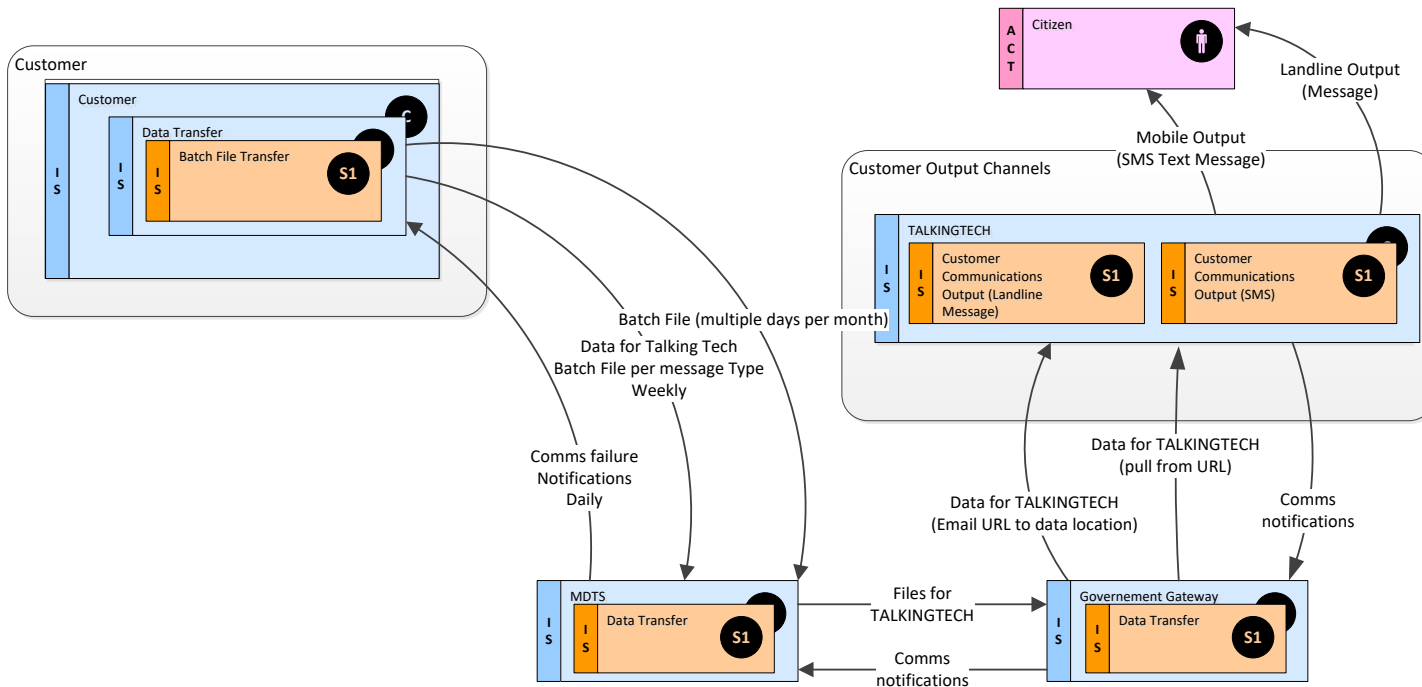 Citizen
A
C
T
Landline Output
(Message)
Mobile Output
(SMS Text Message)
Customer
Customer
C
I
S
Data Transfer
I
S
Batch File Transfer
I
S
S1
Customer Output Channels
TALKINGTECH
I
S
Customer
Communications
Output (Landline
Message)
I
S
S1
Customer
Communications
Output (SMS)
I
S
S1
Batch File (multiple days per month)
Data for Talking Tech
Batch File per message Type
Weekly
Comms failure
Notifications
Daily
Data for TALKINGTECH
(pull from URL)
Data for TALKINGTECH
(Email URL to data location)
Comms
notifications
MDTS
I
S
Data Transfer
I
S
S1
Files for
TALKINGTECH
Comms
notifications
Governement Gateway
I
S
Data Transfer
I
S
S1